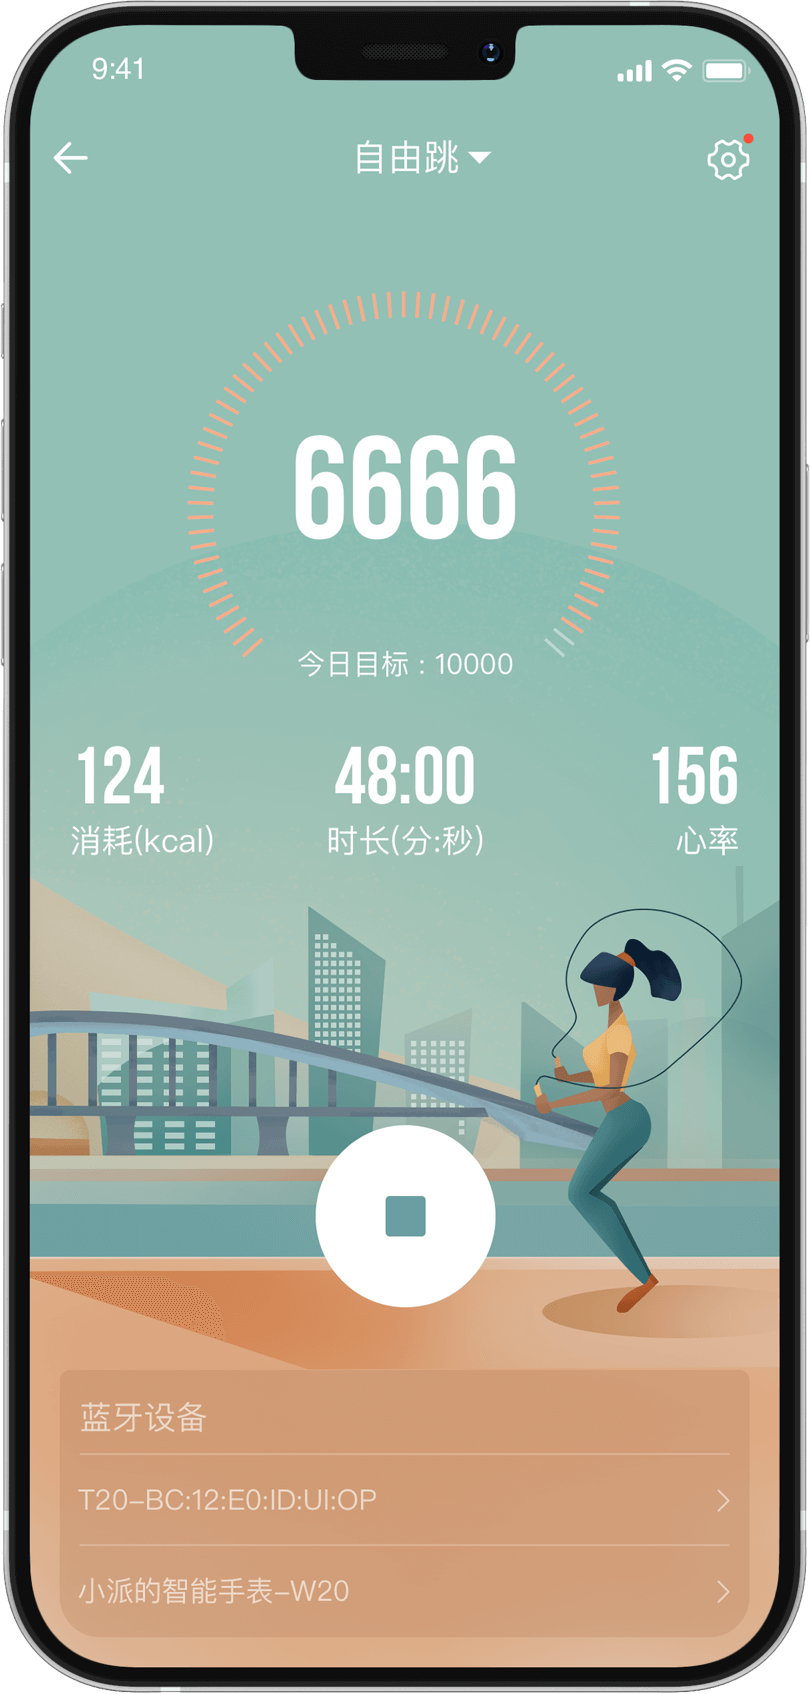 9:41
自由跳
6666
今日目标：10000
124 48:00 156
消耗(kcal) 时长(分:秒) 心率
蓝牙设备
T20-BC:12:E0:ID:UI:OP
小派的智能手表-W20